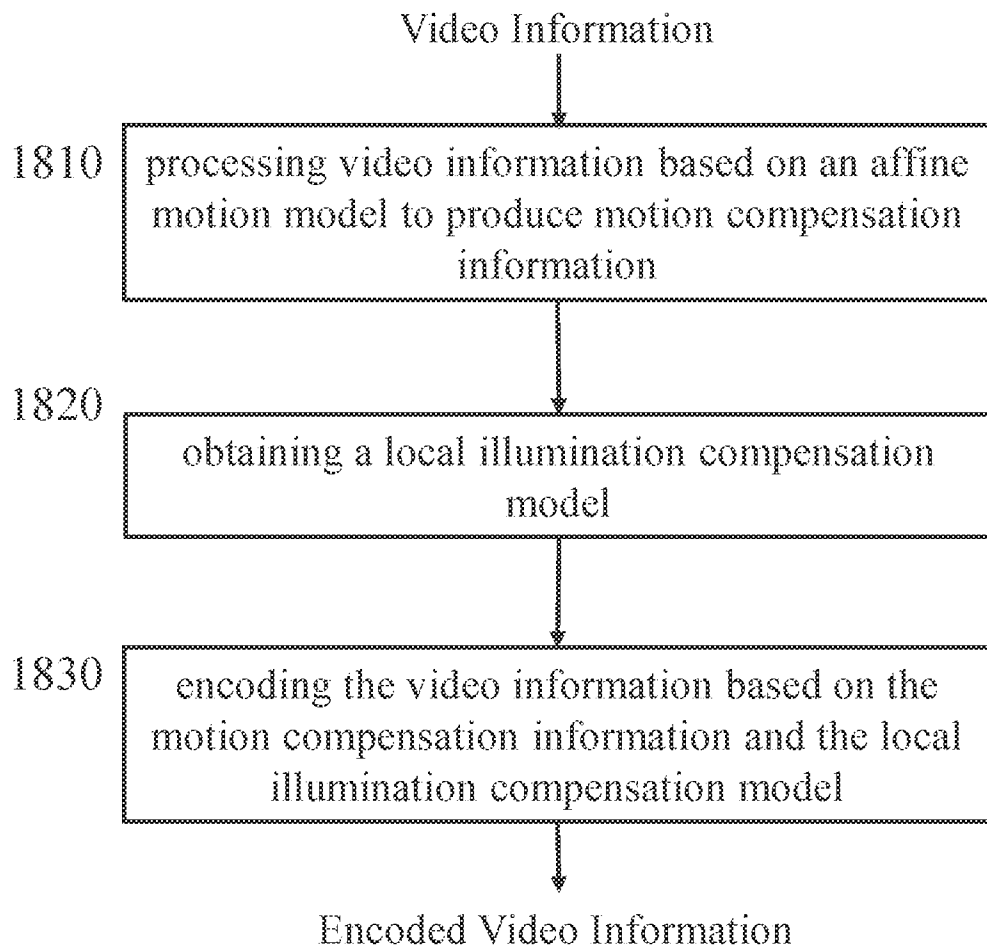 Video Information
1810
processing video information based on an affine
motion model to produce motion compensation
information
1820
obtaining a local illumination compensation
model
1830
encoding the video information based on the
motion compensation information and the local
illumination compensation model
Encoded Video Information